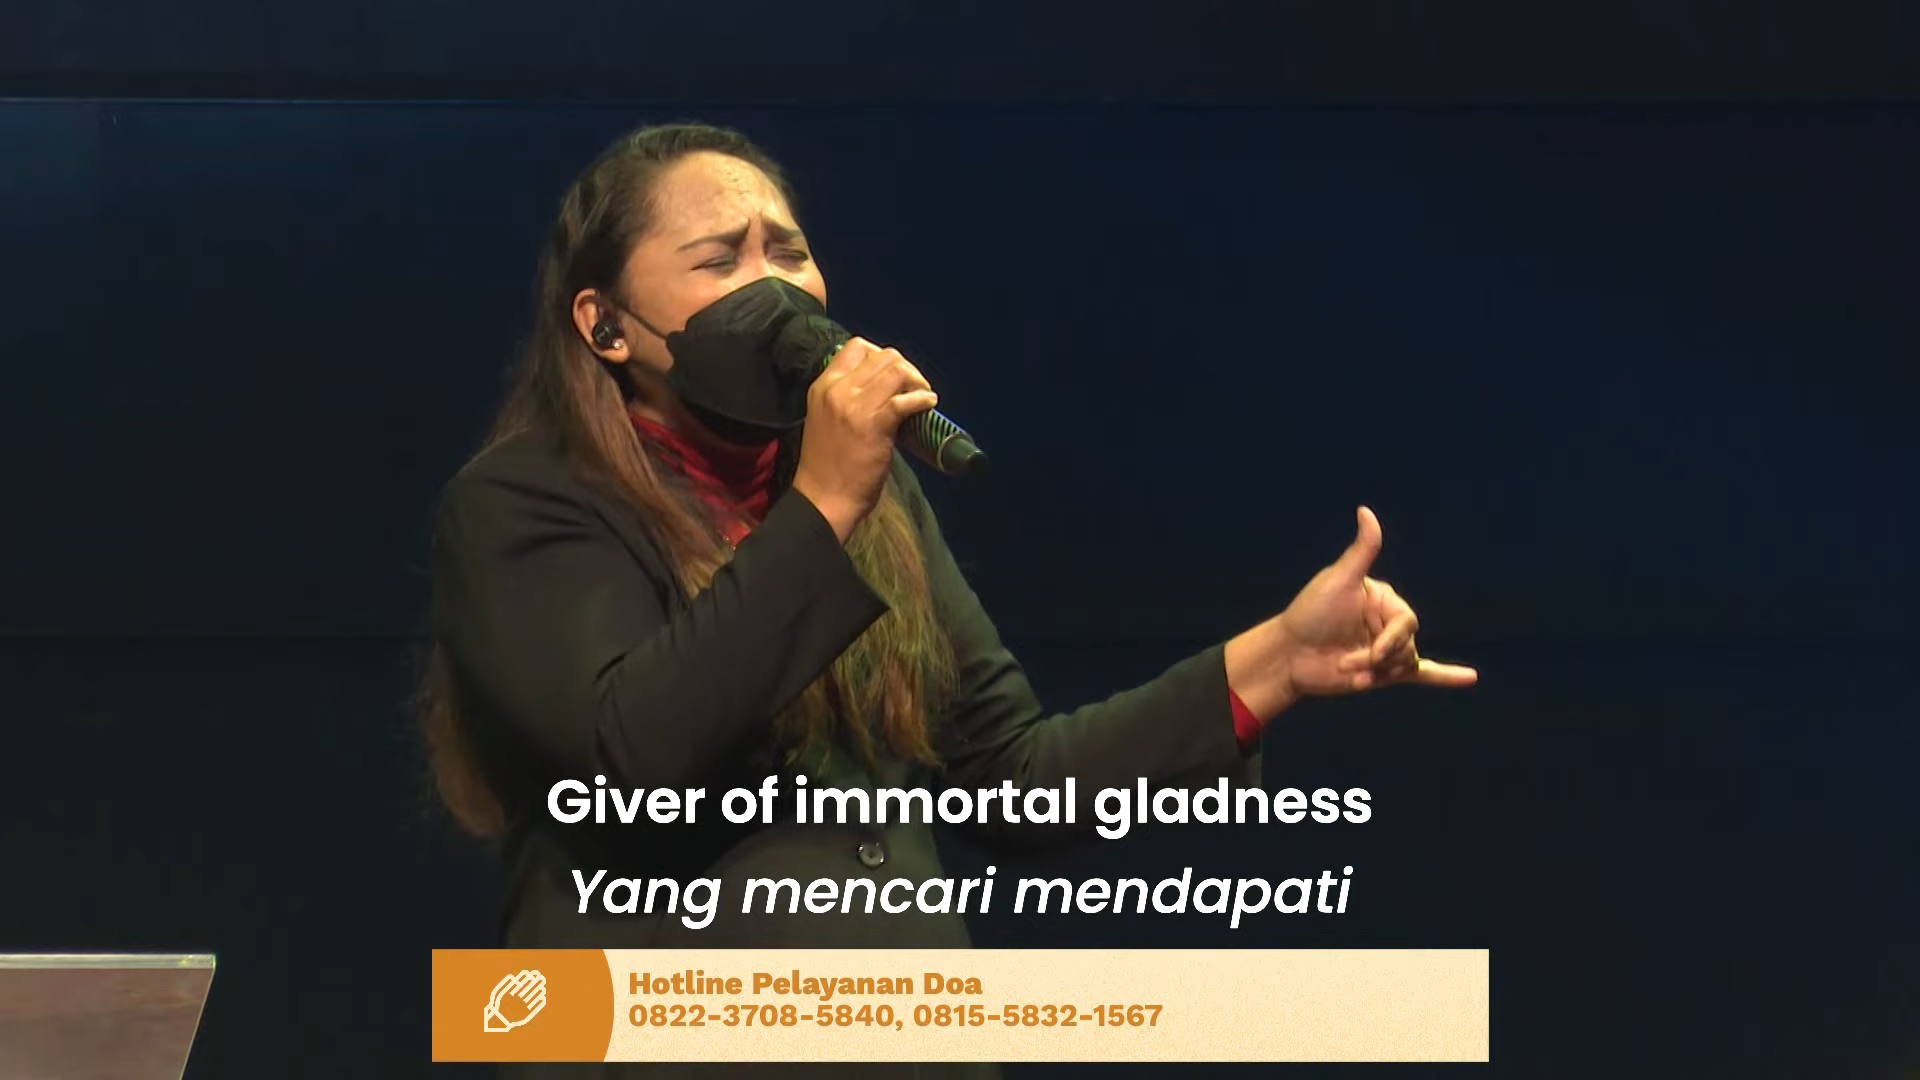 Giver of immortal gladness
Yang mencari mendapati
Hotline Pelayanan Doa
0822-3708-5840, 0815-5832-1567